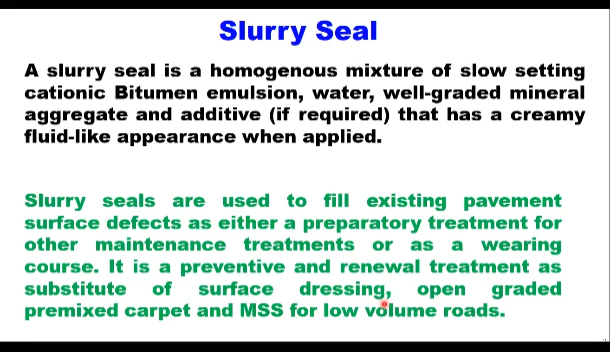 Slurry Seal
A slurry seal is a homogenous mixture of slow setting
cationic Bitumen emulsion, water, well-graded mineral
aggregate and additive (if required) that has a creamy
fluid-like appearance when applied.
Slurry seals are used to fill existing pavement
surface defects as either a preparatory treatment for
other maintenance treatments or as a wearing
course. It is a preventive and renewal treatment as
substitute of surface dressing, open graded
premixed carpet and MSS for low volume roads.